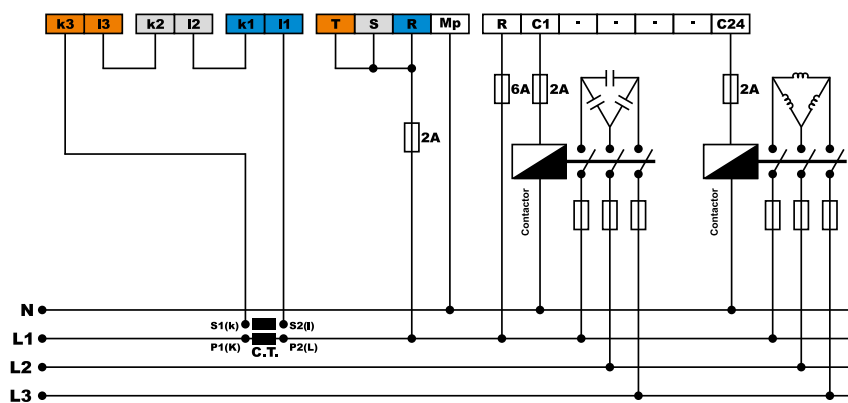 k3 l3 k2 l2 k1 l1 T S R Mp R C1 - - - - C24
6A 2A 2A
2A
Contactor Contactor
N
S1(k) S2(l)
L1
P1(K) C.T. P2(L)
L2
L3